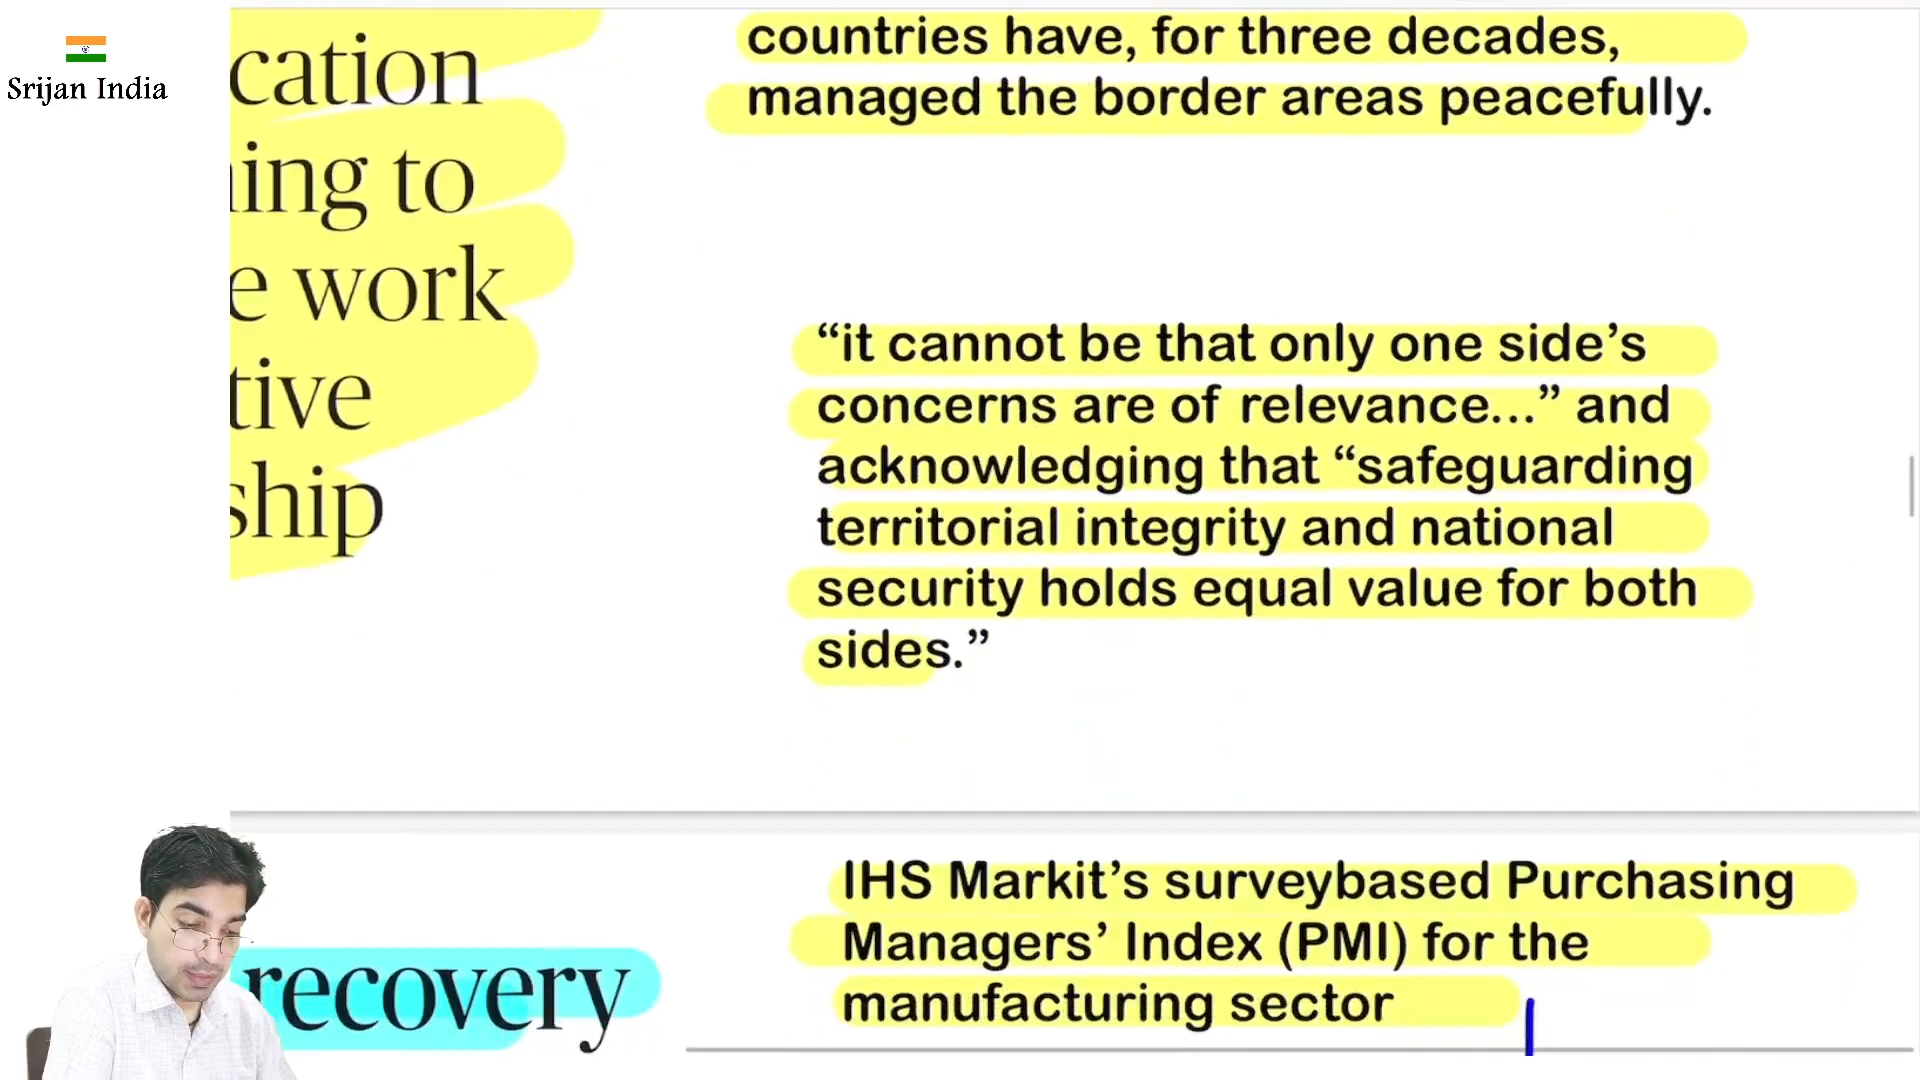 Srijan India
cation
ing to
e work
tive
ship
countries have, for three decades,
managed the border areas peacefully.
“it cannot be that only one side’s
concerns are of relevance...” and
acknowledging that “safeguarding
territorial integrity and national
security holds equal value for both
sides.”
recovery
IHS Markit’s surveybased Purchasing
Managers’ Index (PMI) for the
manufacturing sector